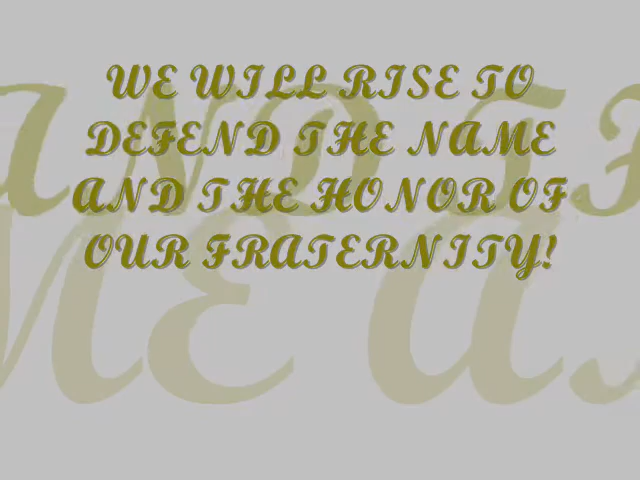 WE WILL RISE TO
DEFEND THE NAME
AND THE HONOR OF
OUR FRATERNITY!